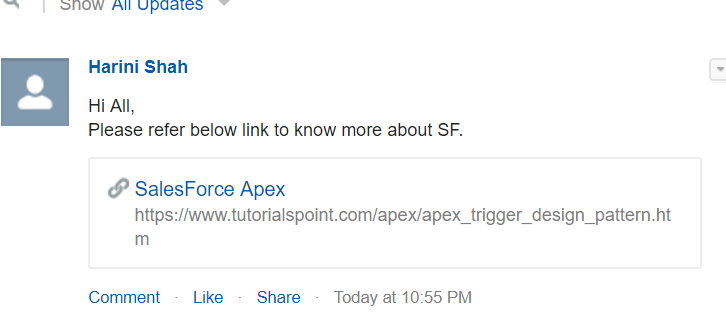 Show All Updates
Harini Shah
Hi All,
Please refer below link to know more about SF.
SalesForce Apex
https://www.tutorialspoint.com/apex/apex_trigger_design_pattern.ht
m
Comment · Like · Share · Today at 10:55 PM